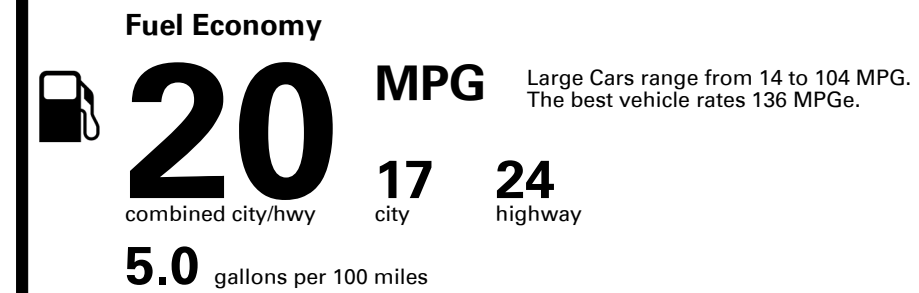 Fuel Economy
20
combined city/hwy
MPG
17
city
24
highway
Large Cars range from 14 to 104 MPG.
The best vehicle rates 136 MPGe.
5.0 gallons per 100 miles